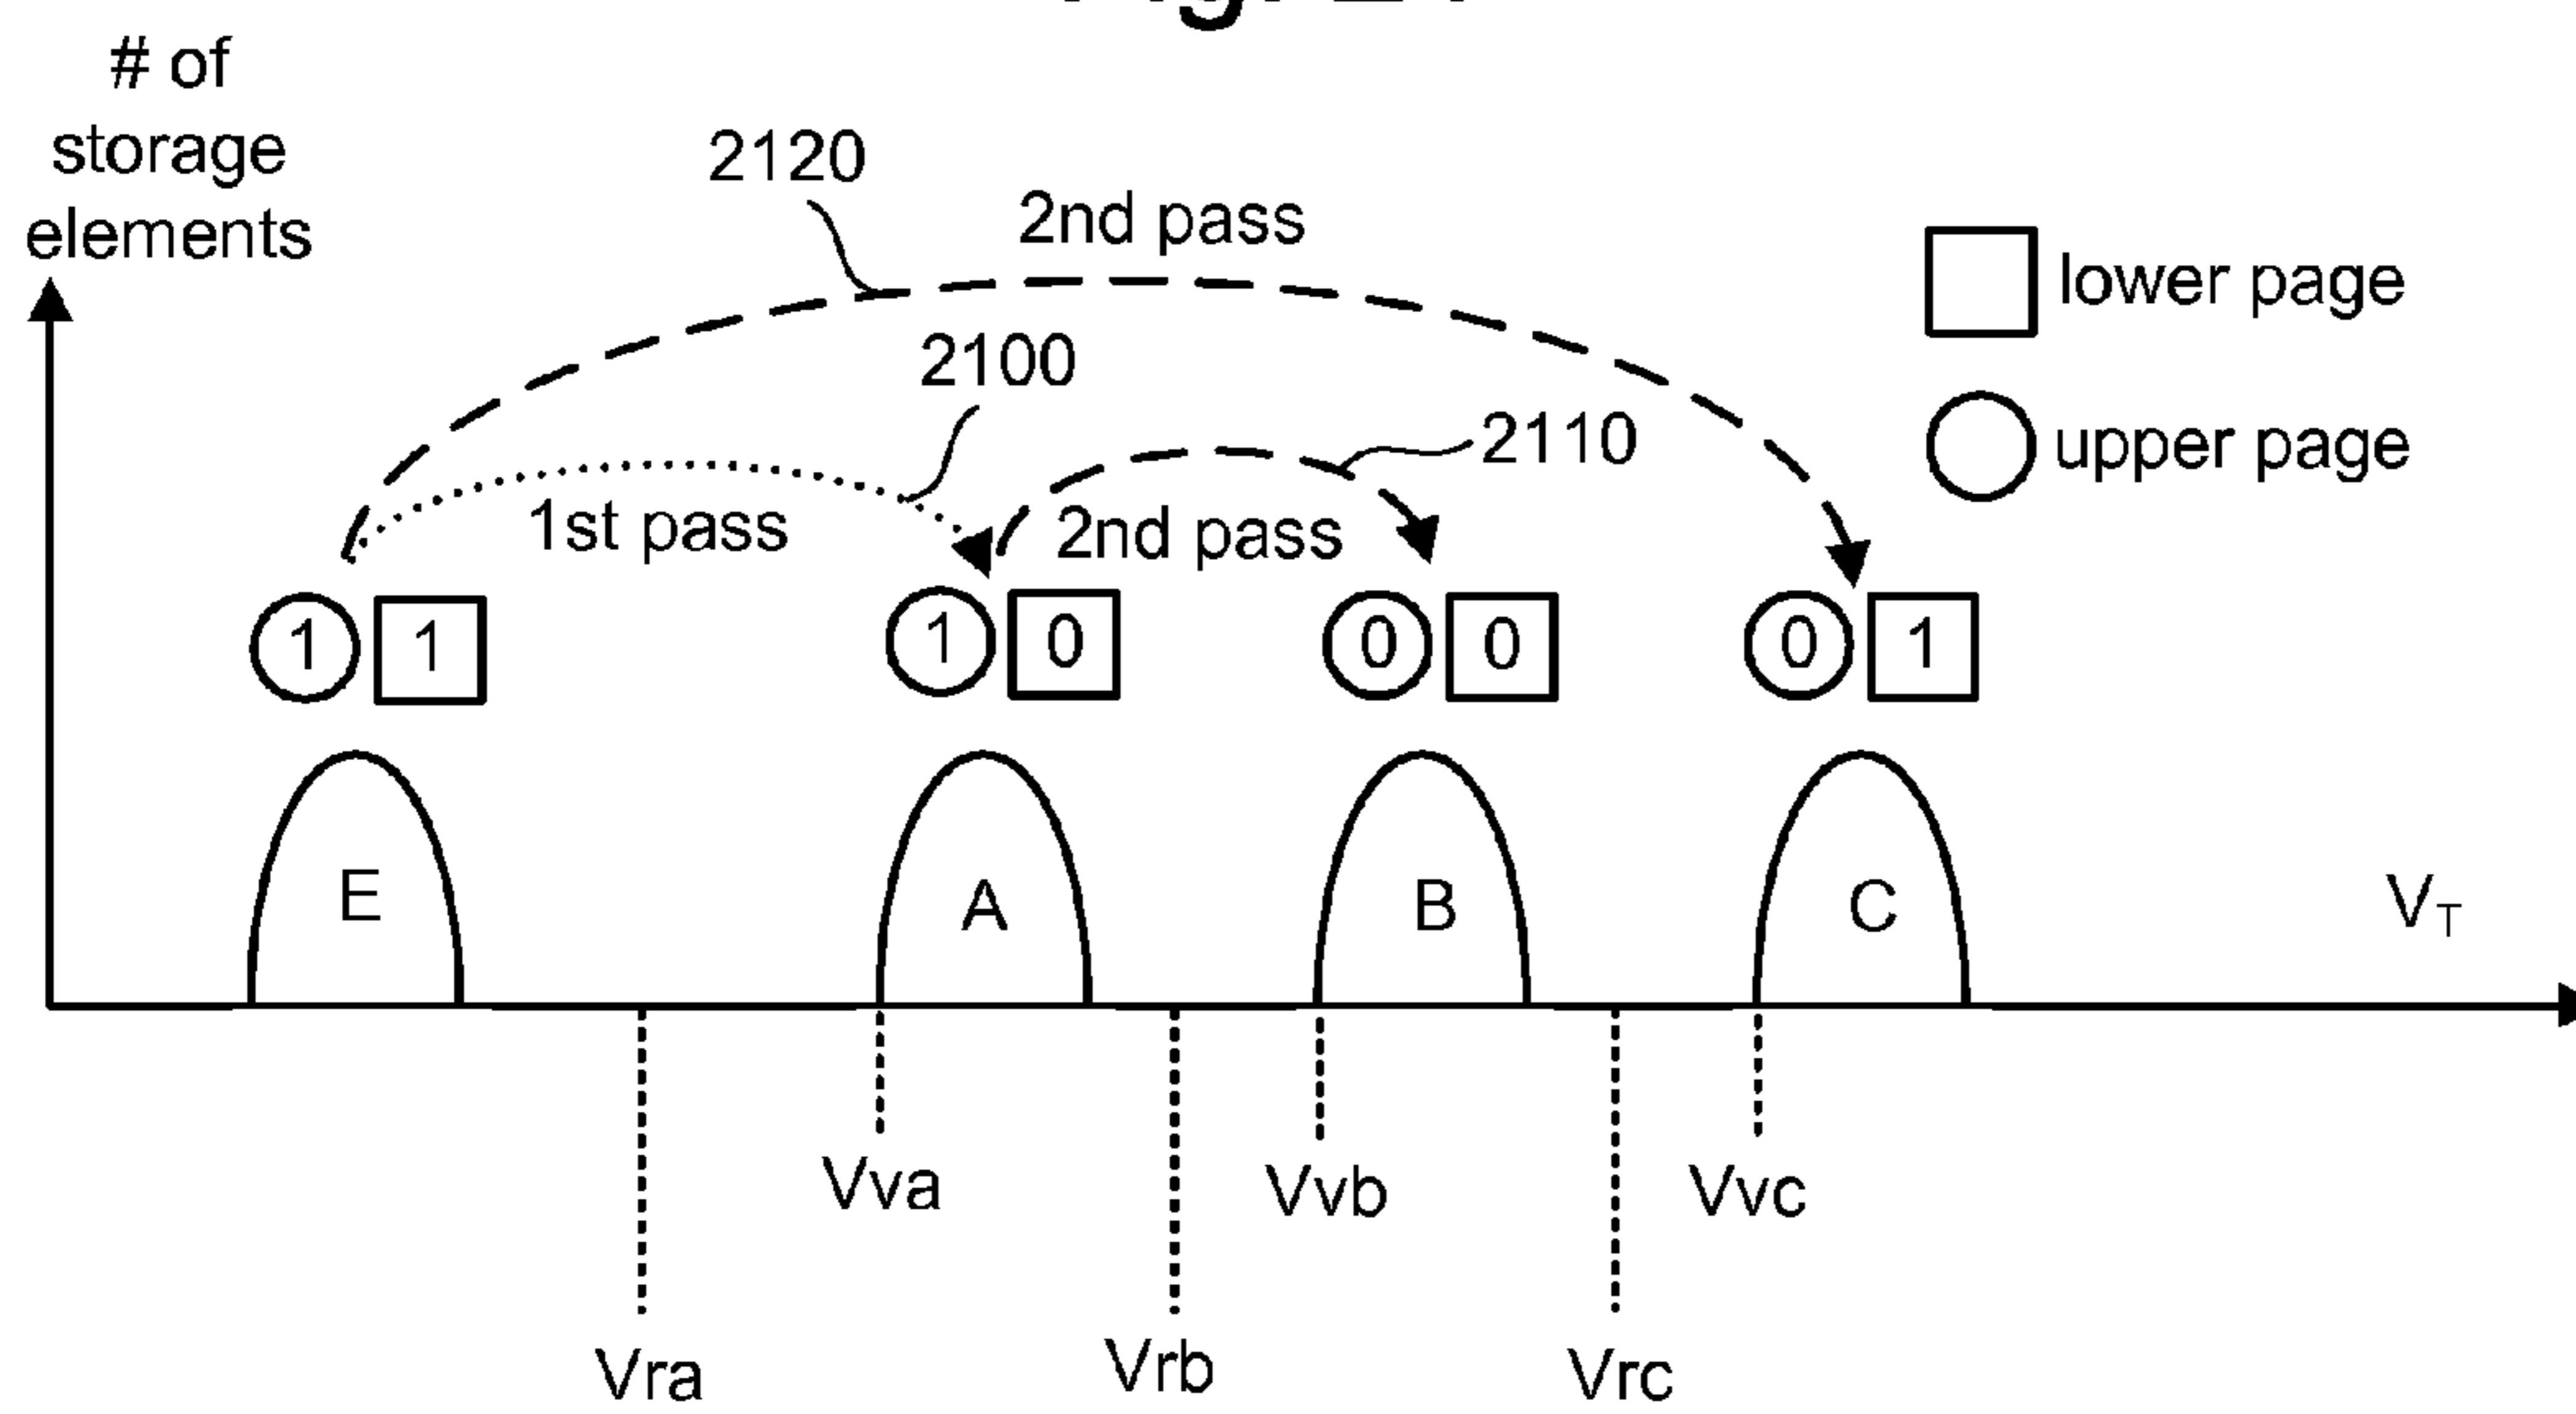 # of
storage
elements
2120
2nd pass
lower page
2100
2110
upper page
1st pass
2nd pass
1 1
1 0
0 0
0 1
E
A
B
C
VT
Vva
Vvb
Vvc
Vra
Vrb
Vrc